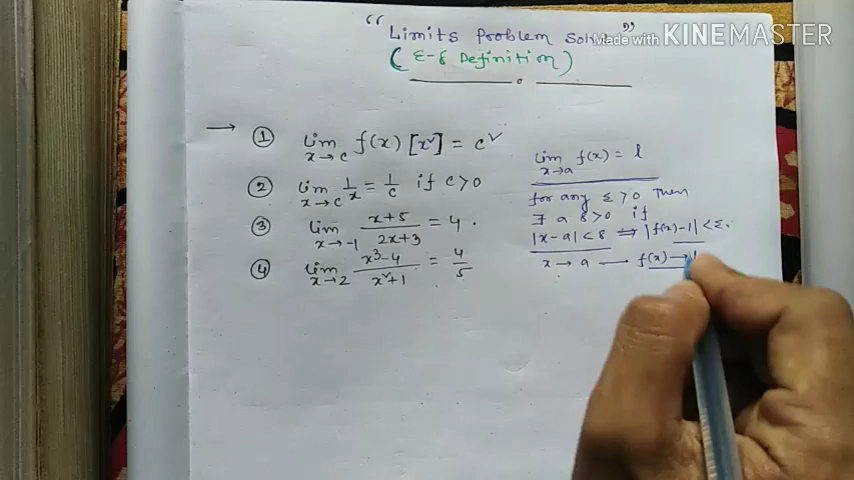 "Limits Problem Solu"
Made with KINEMASTER
(ε-δ Definition)
→ ① lim x→c f(x) [x²] = c²
② lim x→c 1/x = 1/c if c>0
③ lim x→-1 x+5/2x+3 = 4.
④ lim x→2 x³-4/x²+1 = 4/5
lim x→a f(x) = l
for any ε>0 Then
∃ a δ>0 if
|x-a|<δ ⇒ |f(x)-l|<ε.
x→a — f(x)→l